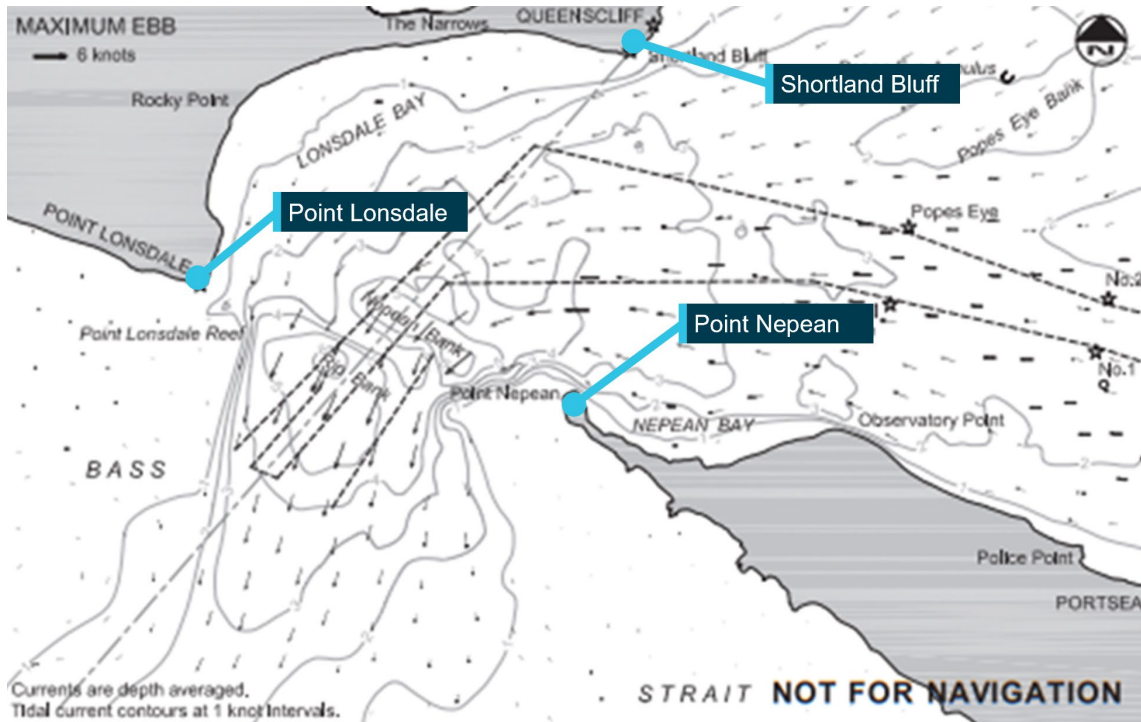 MAXIMUM EBB
6 knots
The Narrows
QUEENSCLIFF
Shortland Bluff
Shortland Bluff
Rocky Point
LONSDALE BAY
Popes Eye Bank
Point Lonsdale
POINT LONSDALE
Popes Eye
No.2
Point Lonsdale Reef
Nepean Bank
Rip Bank
Point Nepean
No.1
Point Nepean
NEPEAN BAY
Observatory Point
BASS
Police Point
PORTSEA
Currents are depth averaged.
Tidal current contours at 1 knot intervals.
STRAIT
NOT FOR NAVIGATION
N